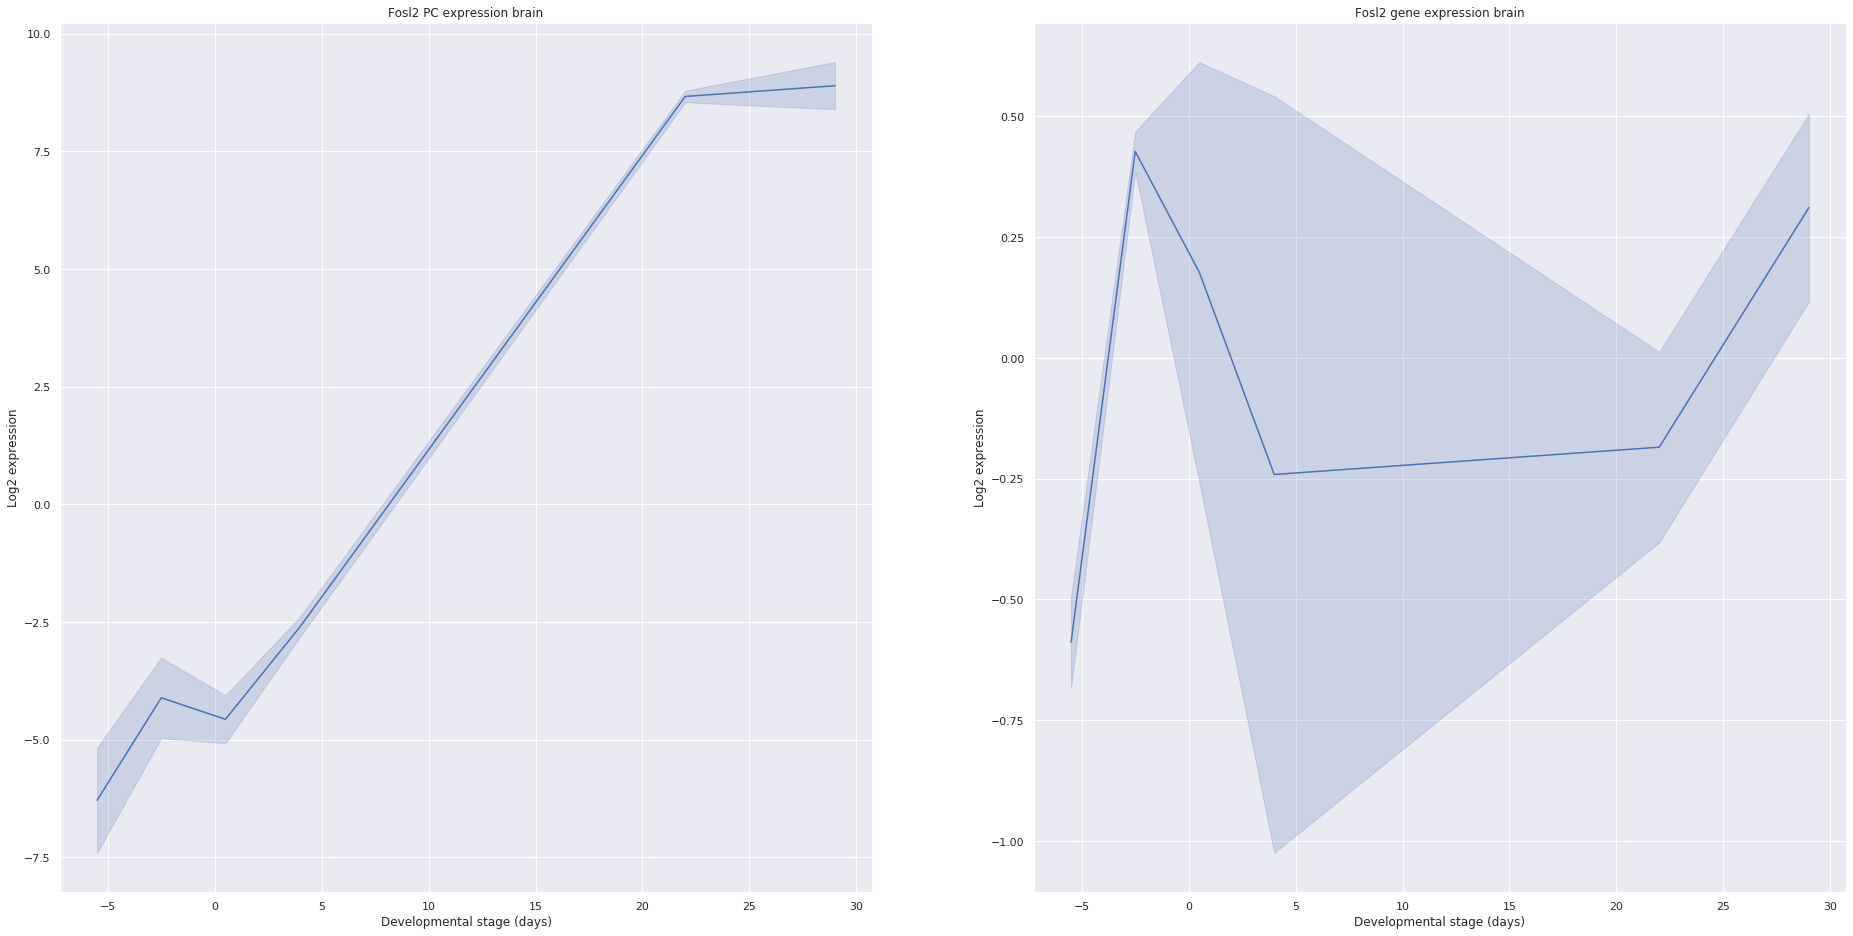 Fosl2 PC expression brain
Log2 expression
10.0
7.5
5.0
2.5
0.0
−2.5
−5.0
−7.5
−5 0 5 10 15 20 25 30
Developmental stage (days)
Fosl2 gene expression brain
Log2 expression
0.50
0.25
0.00
−0.25
−0.50
−0.75
−1.00
−5 0 5 10 15 20 25 30
Developmental stage (days)